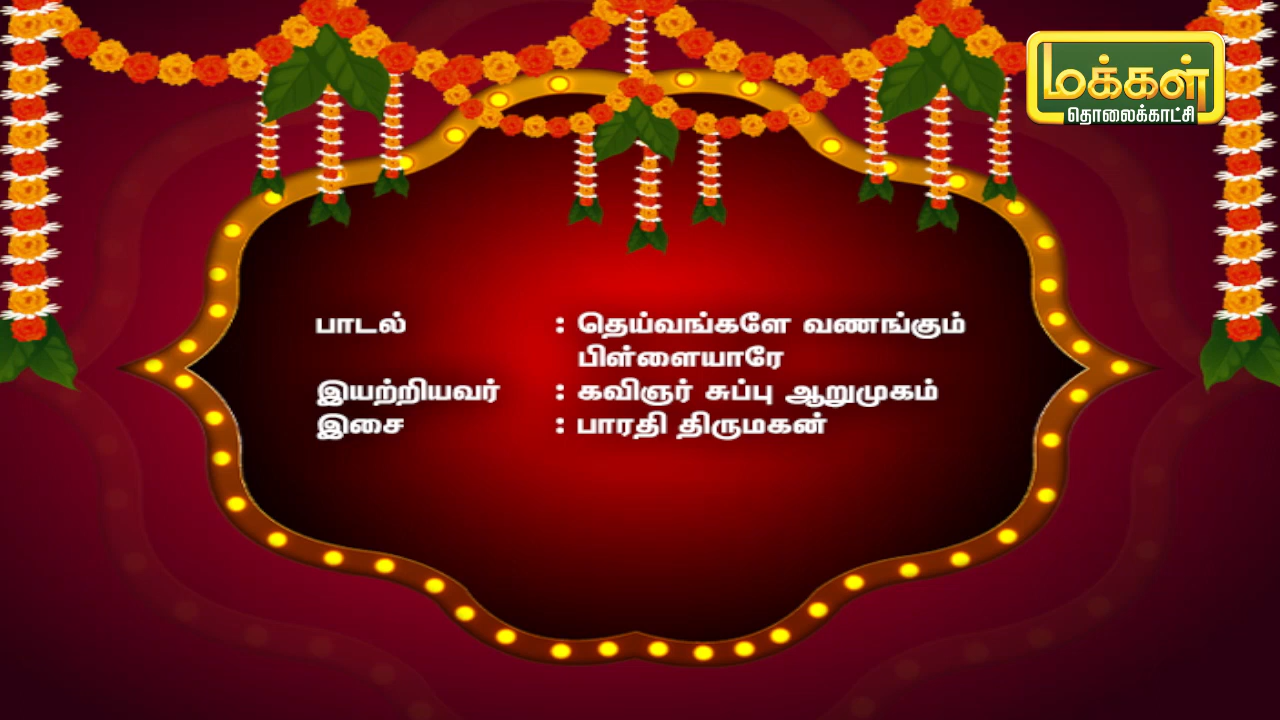 மக்கள்
தொலைக்காட்சி
பாடல் : தெய்வங்களே வணங்கும்
பிள்ளையாரே
இயற்றியவர் : கவிஞர் சுப்பு ஆறுமுகம்
இசை : பாரதி திருமகன்